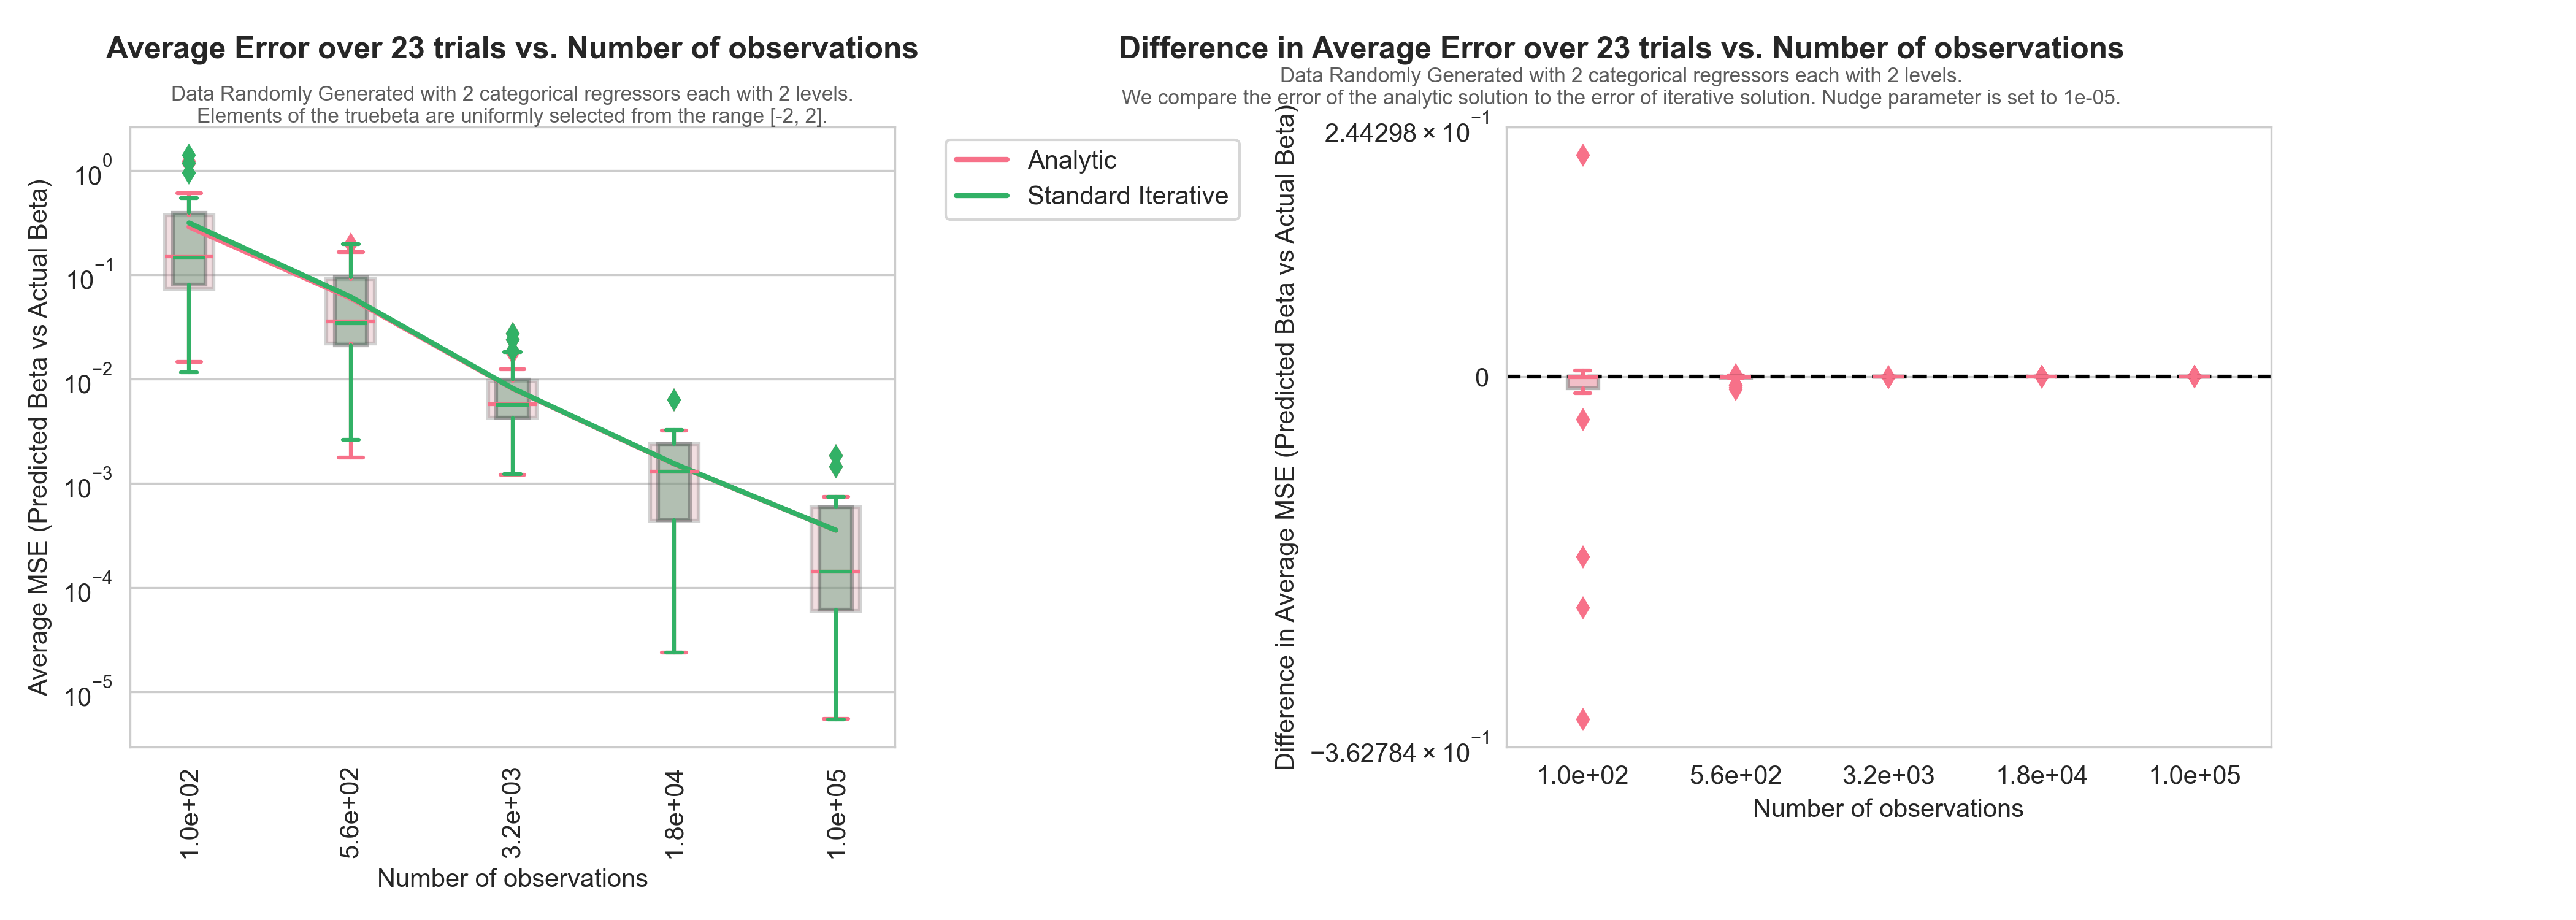 Average Error over 23 trials vs. Number of observations
Data Randomly Generated with 2 categorical regressors each with 2 levels.
Elements of the truebeta are uniformly selected from the range [-2, 2].
Average MSE (Predicted Beta vs Actual Beta)
10^0
10^−1
10^−2
10^−3
10^−4
10^−5
1.0e+02
5.6e+02
3.2e+03
1.8e+04
1.0e+05
Number of observations
Analytic
Standard Iterative
Difference in Average Error over 23 trials vs. Number of observations
Data Randomly Generated with 2 categorical regressors each with 2 levels.
We compare the error of the analytic solution to the error of iterative solution. Nudge parameter is set to 1e-05.
Difference in Average MSE (Predicted Beta vs Actual Beta)
2.44298 × 10^−1
0
−3.62784 × 10^−1
1.0e+02
5.6e+02
3.2e+03
1.8e+04
1.0e+05
Number of observations